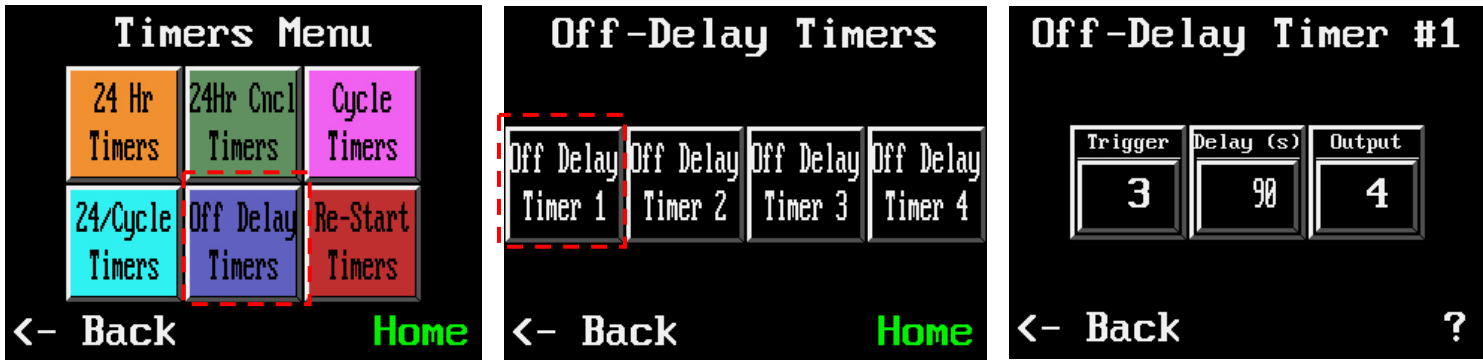 Timers Menu
24 Hr
Timers
24Hr Cncl
Timers
Cycle
Timers
24/Cycle
Timers
Off Delay
Timers
Re-Start
Timers
<- Back
Home
Off-Delay Timers
Off Delay
Timer 1
Off Delay
Timer 2
Off Delay
Timer 3
Off Delay
Timer 4
<- Back
Home
Off-Delay Timer #1
Trigger
3
Delay (s)
90
Output
4
<- Back
?